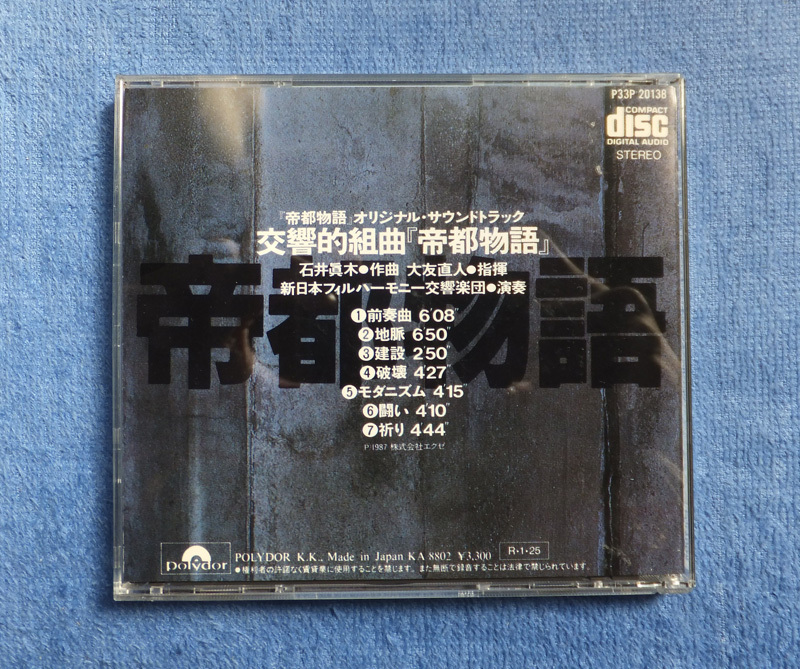 P33P 20138
COMPACT
disc
DIGITAL AUDIO
STEREO
『帝都物語』オリジナル・サウンドトラック
交響的組曲『帝都物語』
石井眞木●作曲 大友直人●指揮
新日本フィルハーモニー交響楽団●演奏
帝都物語
❶前奏曲 6'08"
❷地脈 6'50"
❸建設 2'50"
❹破壊 4'27"
❺モダニズム 4'15"
❻闘い 4'10"
❼祈り 4'44"
P 1987 株式会社エクゼ
polydor
POLYDOR K.K., Made in Japan KA 8802 ¥3,300
R・1・25
●権利者の許諾なく賃貸業に使用することを禁じます。また無断で録音することは法律で禁じられています。